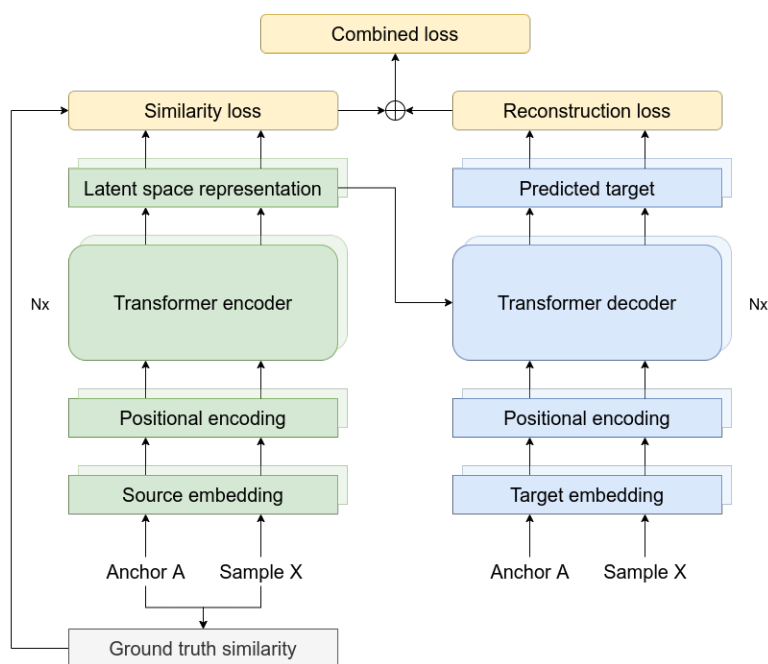 Combined loss
Similarity loss
Reconstruction loss
Latent space representation
Predicted target
Nx
Transformer encoder
Transformer decoder
Nx
Positional encoding
Positional encoding
Source embedding
Target embedding
Anchor A
Sample X
Anchor A
Sample X
Ground truth similarity